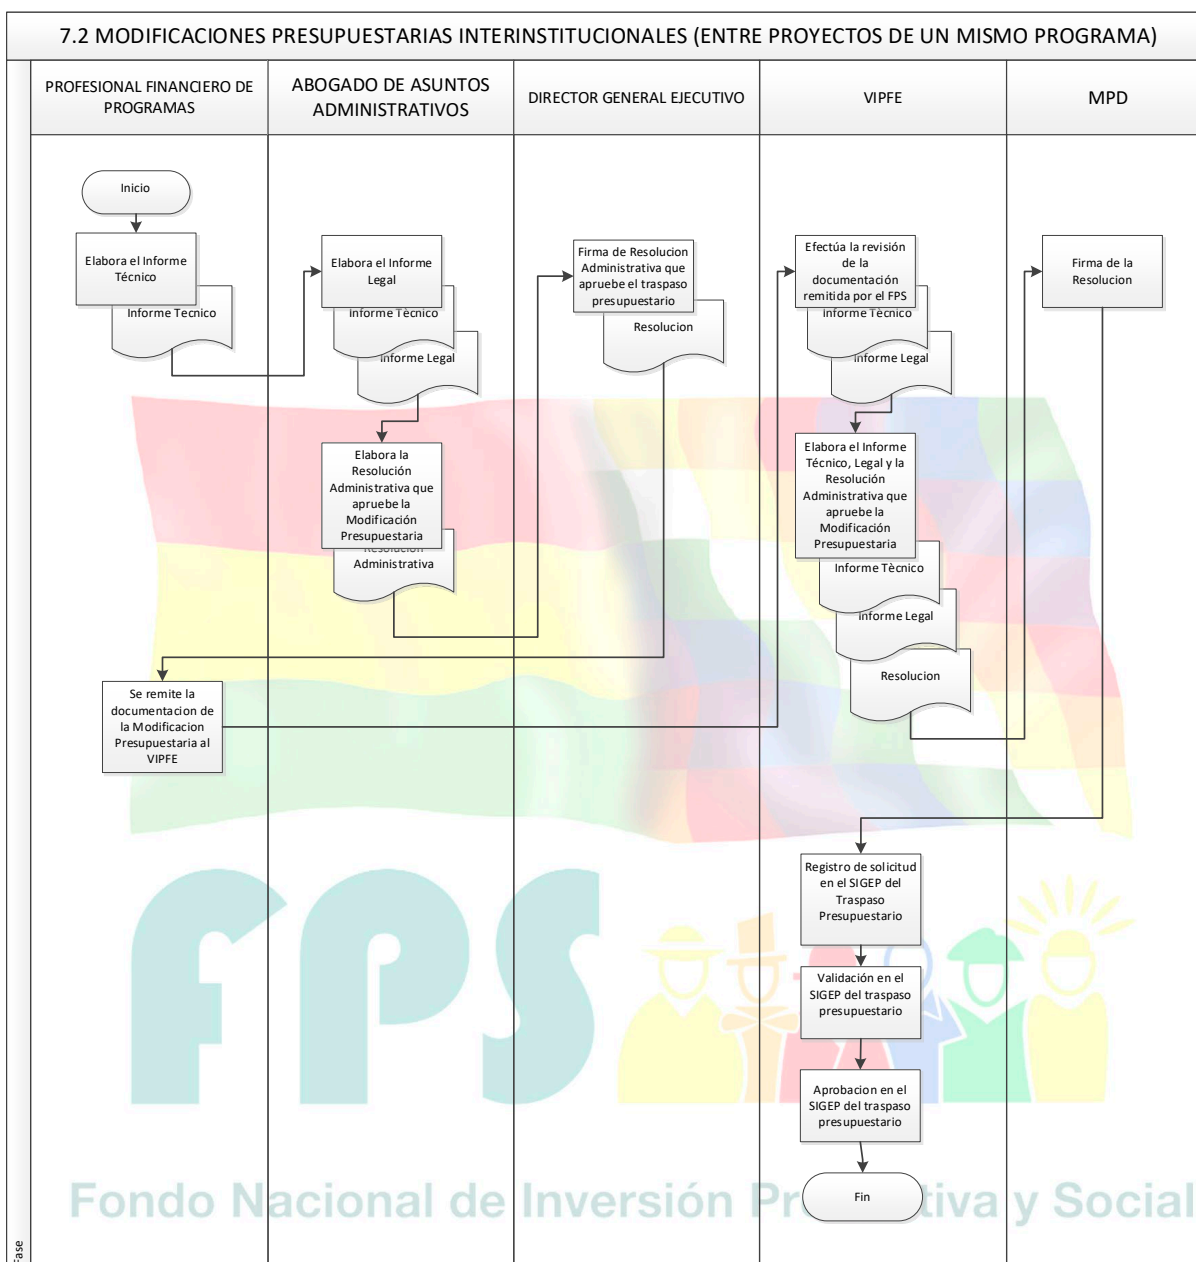 7.2 MODIFICACIONES PRESUPUESTARIAS INTERINSTITUCIONALES (ENTRE PROYECTOS DE UN MISMO PROGRAMA)
PROFESIONAL FINANCIERO DE
PROGRAMAS
ABOGADO DE ASUNTOS
ADMINISTRATIVOS
DIRECTOR GENERAL EJECUTIVO
VIPFE
MPD
Inicio
Elabora el Informe
Técnico
Informe Tecnico
Elabora el Informe
Legal
Informe Tècnico
Informe Legal
Elabora la
Resolución
Administrativa que
apruebe la
Modificación
Presupuestaria
Resolucion
Administrativa
Firma de Resolucion
Administrativa que
apruebe el traspaso
presupuestario
Resolucion
Se remite la
documentacion de
la Modificacion
Presupuestaria al
VIPFE
Efectúa la revisión
de la
documentación
remitida por el FPS
Informe Tècnico
Informe Legal
Elabora el Informe
Técnico, Legal y la
Resolución
Administrativa que
apruebe la
Modificación
Presupuestaria
Informe Tècnico
Informe Legal
Resolucion
Firma de la
Resolucion
Registro de solicitud
en el SIGEP del
Traspaso
Presupuestario
Validación en el
SIGEP del traspaso
presupuestario
Aprobacion en el
SIGEP del traspaso
presupuestario
Fin
FPS
Fondo Nacional de Inversión Pr tiva y Social
Fase